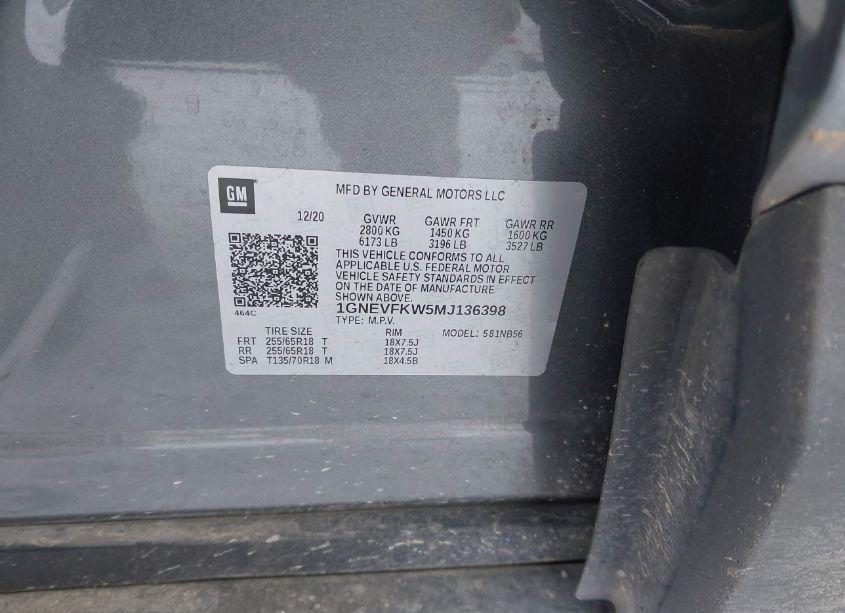 GM
MFD BY GENERAL MOTORS LLC
12/20 GVWR GAWR FRT GAWR RR
2800 KG 1450 KG 1600 KG
6173 LB 3196 LB 3527 LB
THIS VEHICLE CONFORMS TO ALL
APPLICABLE U.S. FEDERAL MOTOR
VEHICLE SAFETY STANDARDS IN EFFECT
ON THE DATE OF MANUFACTURE
SHOWN ABOVE.
464C
1GNEVFKW5MJ136398
TYPE: M.P.V. MODEL: 581NB56
TIRE SIZE RIM
FRT 255/65R18 T 18X7.5J
RR 255/65R18 T 18X7.5J
SPA T135/70R18 M 18X4.5B